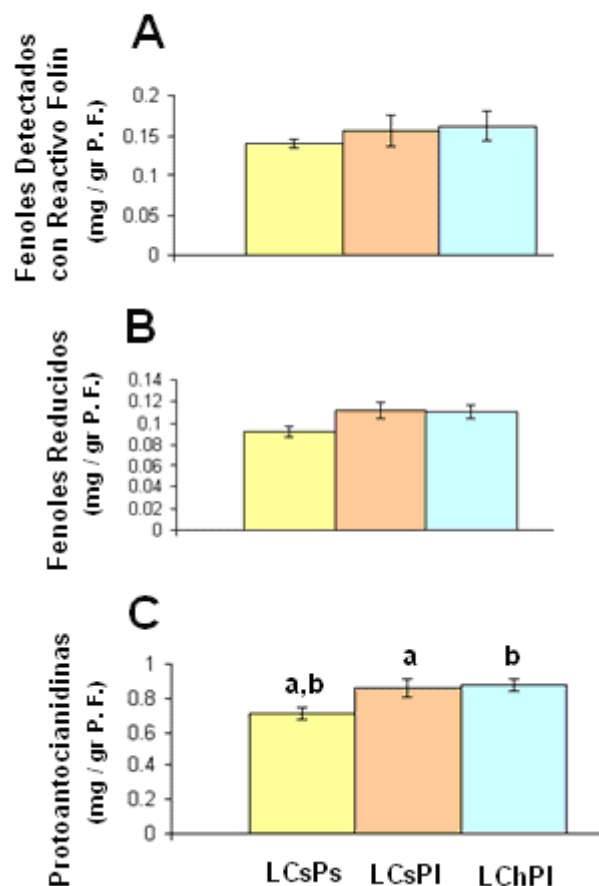 A
Fenoles Detectados
con Reactivo Folín
(mg / gr P. F.)
0.2
0.15
0.1
0.05
0
B
Fenoles Reducidos
(mg / gr P. F.)
0.14
0.12
0.1
0.08
0.06
0.04
0.02
0
C
Protoantocianidinas
(mg / gr P. F.)
1
0.8
0.6
0.4
0.2
0
a,b
a
b
LCsPs LCsPl LChPl